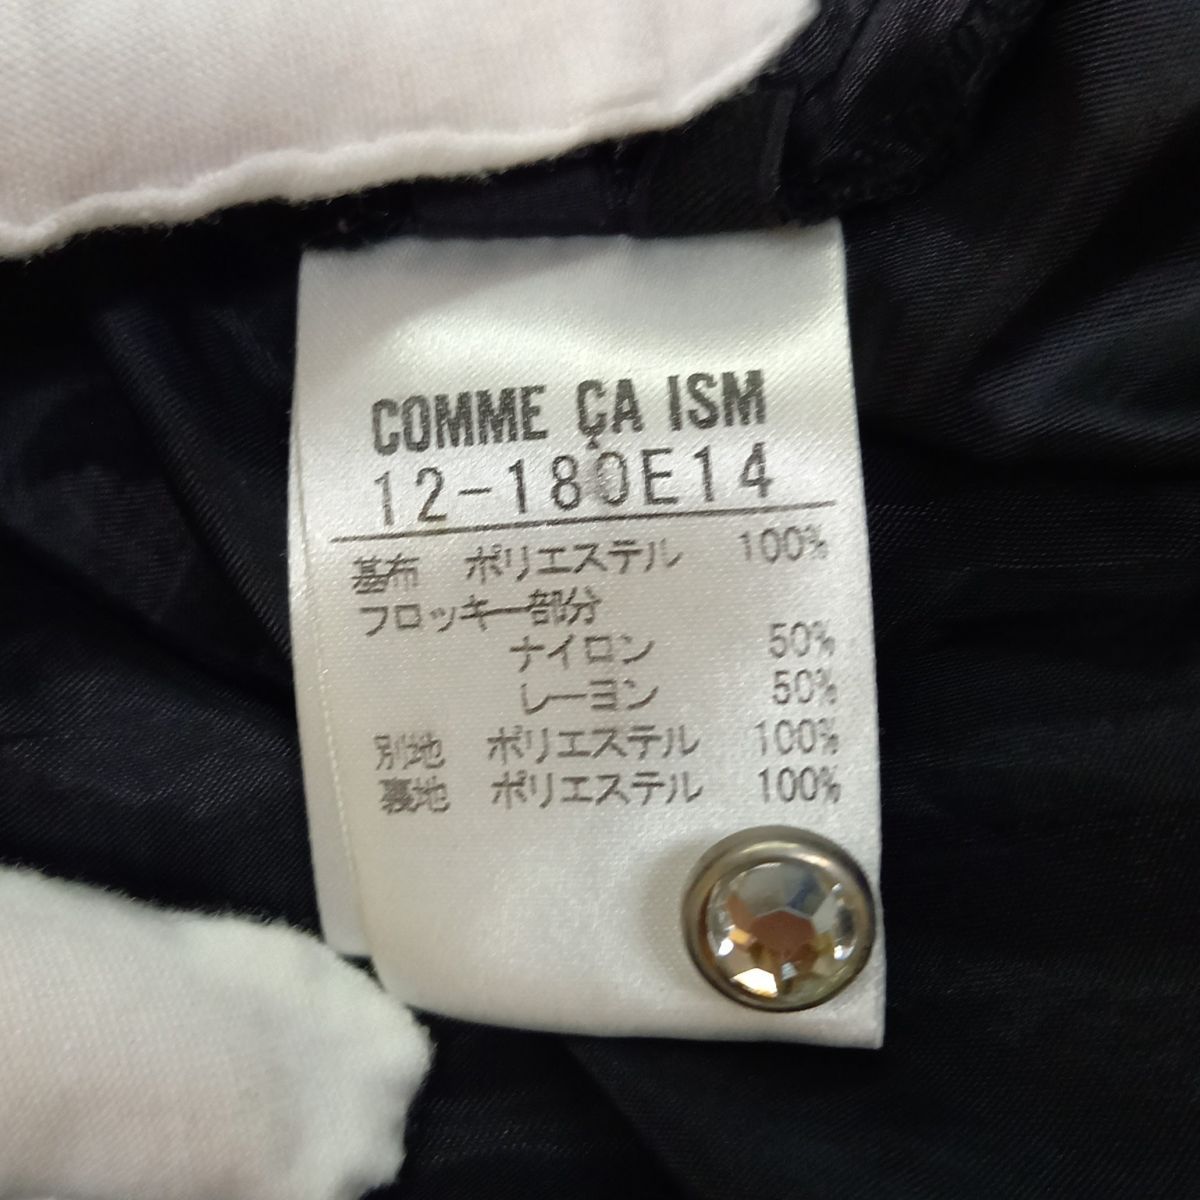 COMME ÇA ISM
12-180E14
基布 ポリエステル 100%
フロッキー部分
ナイロン 50%
レーヨン 50%
別地 ポリエステル 100%
裏地 ポリエステル 100%